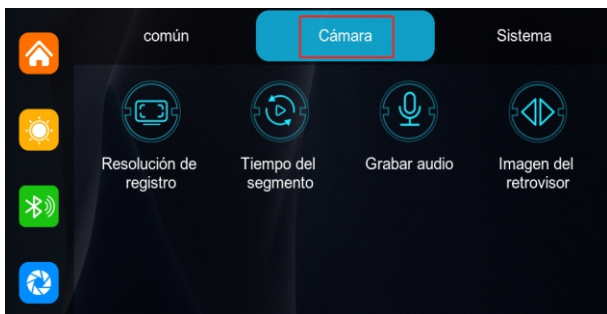 común
Cámara
Sistema
Resolución de
registro
Tiempo del
segmento
Grabar audio
Imagen del
retrovisor